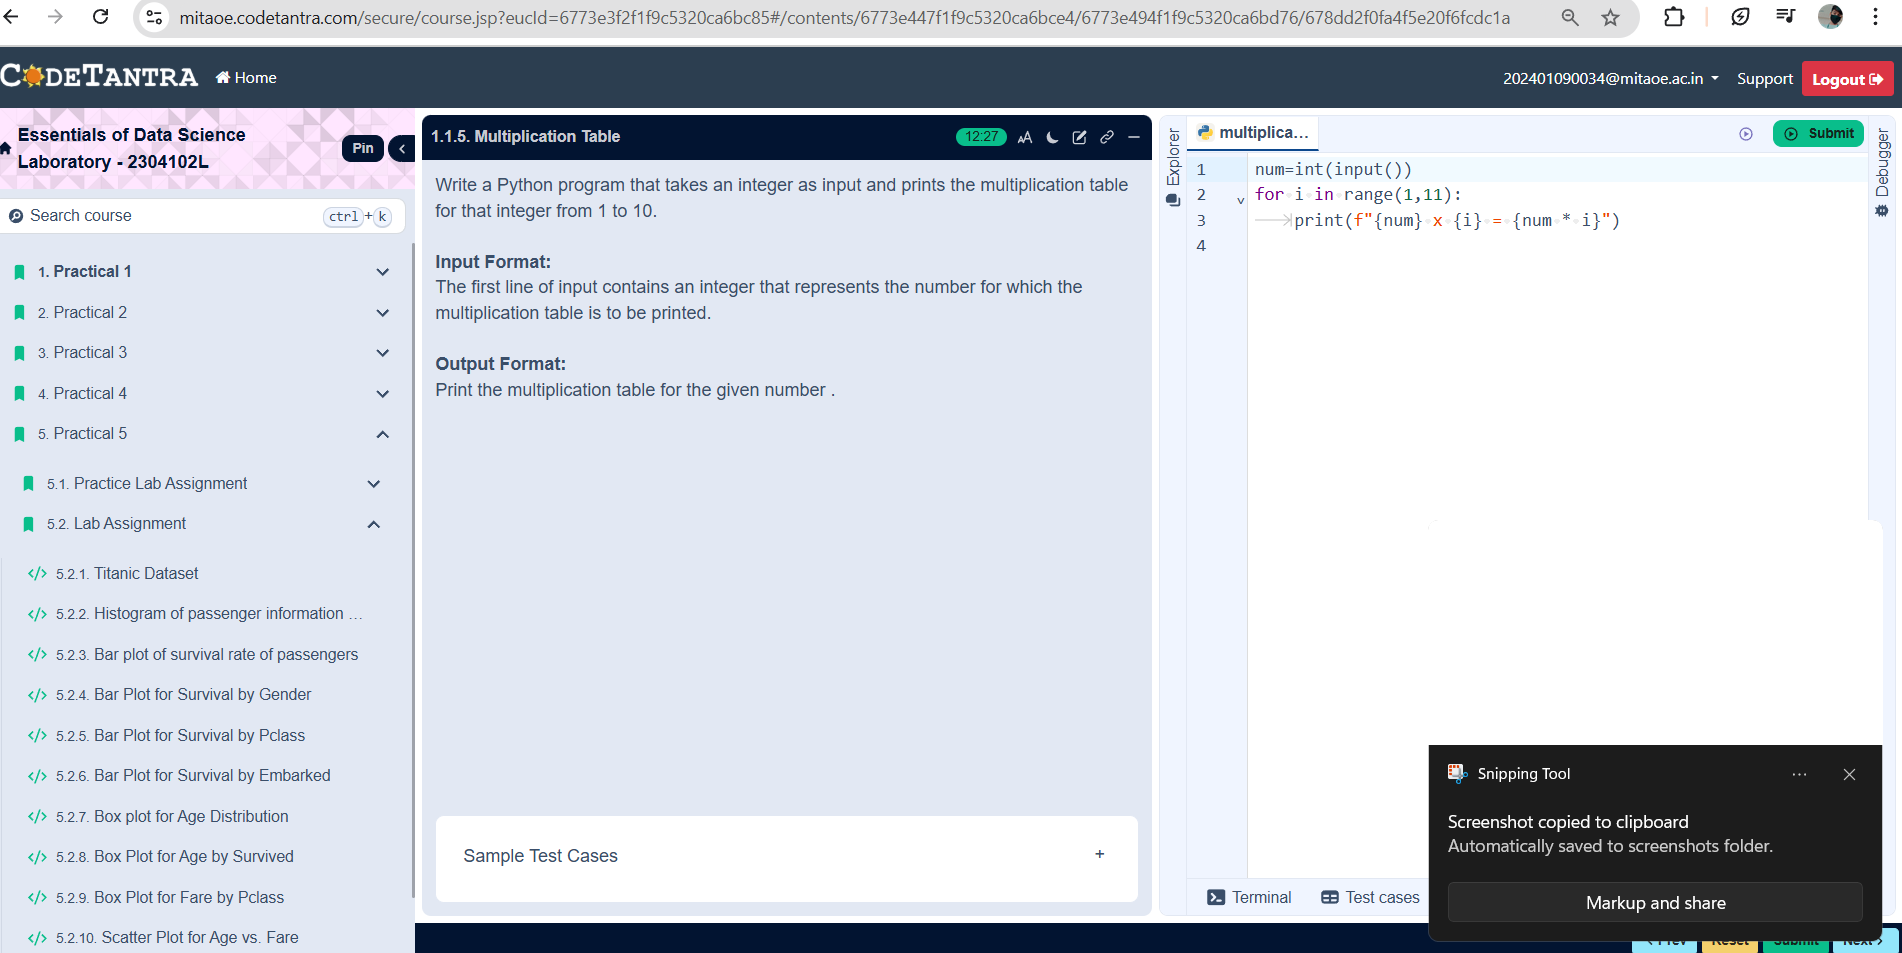 mitaoe.codetantra.com/secure/course.jsp?eucId=6773e3f2f1f9c5320ca6bc85#/contents/6773e447f1f9c5320ca6bce4/6773e494f1f9c5320ca6bd76/678dd2f0fa4f5e20f6fcdc1a
CODETANTRA
Home
202401090034@mitaoe.ac.in
Support
Logout
Essentials of Data Science
Laboratory - 2304102L
Pin
Search course
ctrl + k
1. Practical 1
2. Practical 2
3. Practical 3
4. Practical 4
5. Practical 5
5.1. Practice Lab Assignment
5.2. Lab Assignment
5.2.1. Titanic Dataset
5.2.2. Histogram of passenger information ...
5.2.3. Bar plot of survival rate of passengers
5.2.4. Bar Plot for Survival by Gender
5.2.5. Bar Plot for Survival by Pclass
5.2.6. Bar Plot for Survival by Embarked
5.2.7. Box plot for Age Distribution
5.2.8. Box Plot for Age by Survived
5.2.9. Box Plot for Fare by Pclass
5.2.10. Scatter Plot for Age vs. Fare
1.1.5. Multiplication Table
12:27
AA
Write a Python program that takes an integer as input and prints the multiplication table
for that integer from 1 to 10.
Input Format:
The first line of input contains an integer that represents the number for which the
multiplication table is to be printed.
Output Format:
Print the multiplication table for the given number .
Sample Test Cases
+
Explorer
multiplica...
Submit
Debugger
1 num=int(input())
2 for i in range(1,11):
3 print(f"{num} x {i} = {num * i}")
4
Terminal
Test cases
Snipping Tool
Screenshot copied to clipboard
Automatically saved to screenshots folder.
Markup and share
< Prev
Reset
Submit
Next >